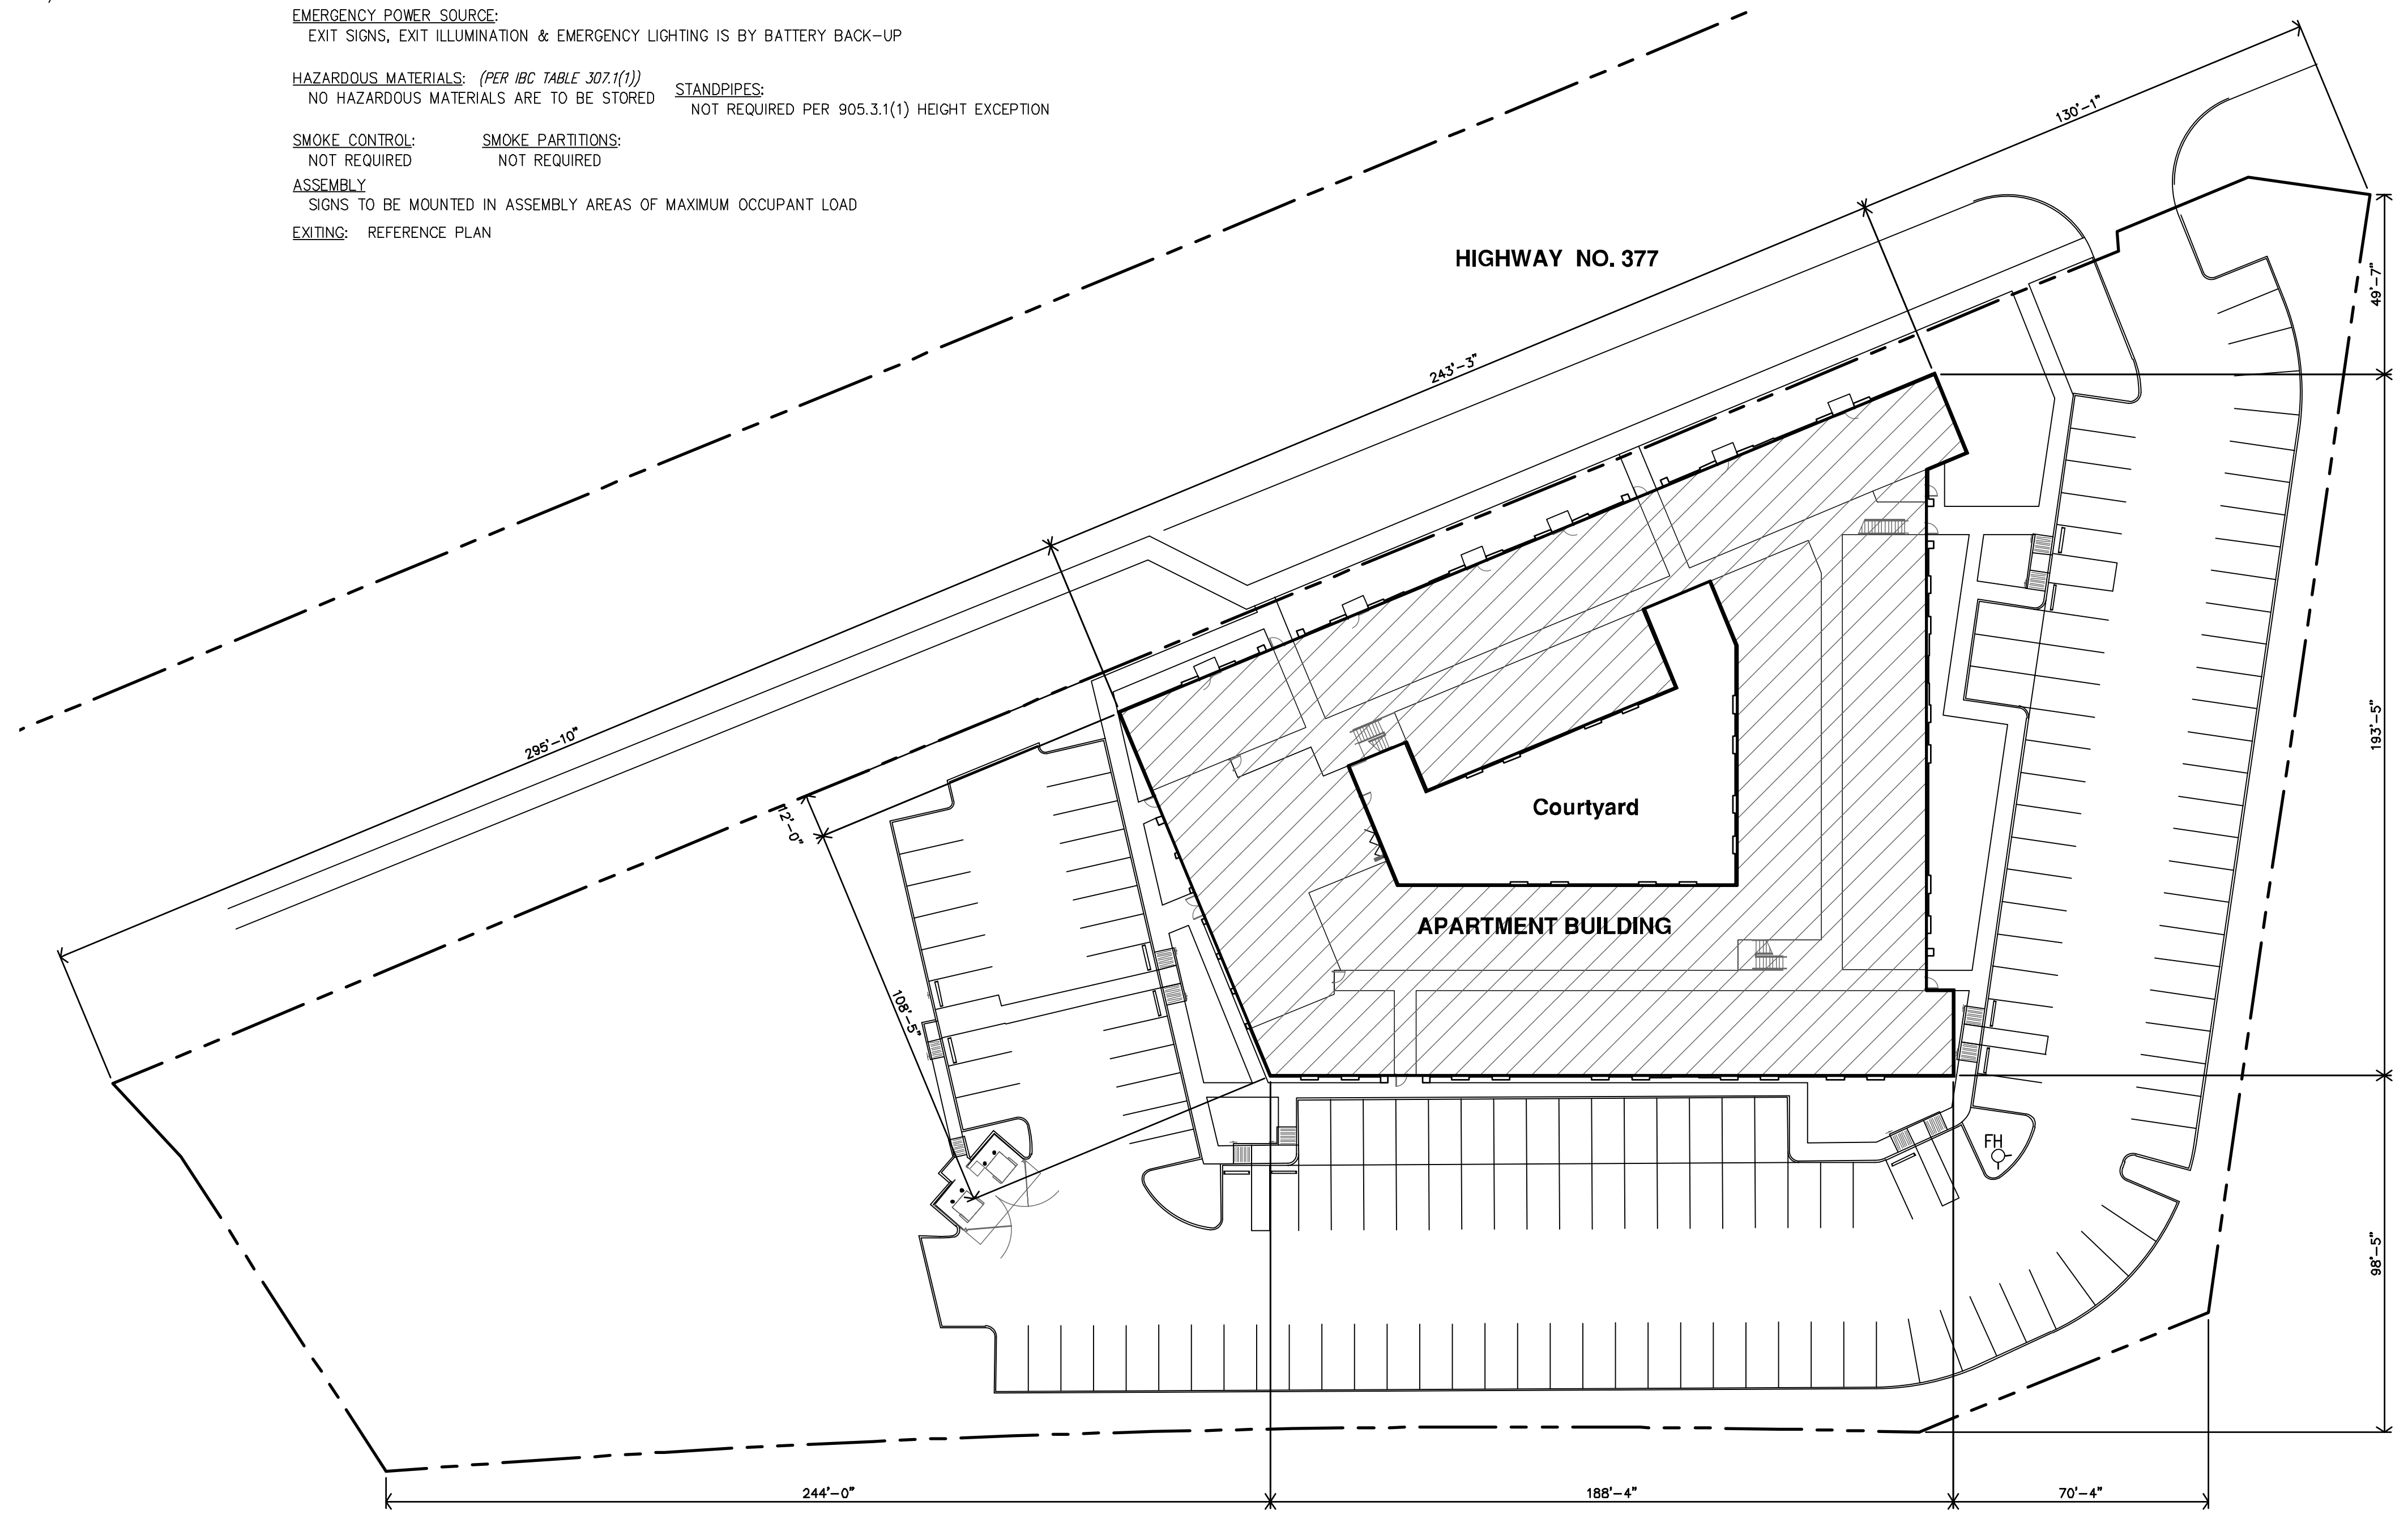 EMERGENCY POWER SOURCE:
EXIT SIGNS, EXIT ILLUMINATION & EMERGENCY LIGHTING IS BY BATTERY BACK-UP
HAZARDOUS MATERIALS: (PER IBC TABLE 307.1(1))
NO HAZARDOUS MATERIALS ARE TO BE STORED
STANDPIPES:
NOT REQUIRED PER 905.3.1(1) HEIGHT EXCEPTION
SMOKE CONTROL:
NOT REQUIRED
SMOKE PARTITIONS:
NOT REQUIRED
ASSEMBLY
SIGNS TO BE MOUNTED IN ASSEMBLY AREAS OF MAXIMUM OCCUPANT LOAD
EXITING: REFERENCE PLAN
130'-1"
HIGHWAY NO. 377
49'-7"
243'-3"
295'-10"
193'-5"
12'-0"
Courtyard
APARTMENT BUILDING
108'-5"
FH
98'-5"
244'-0"
188'-4"
70'-4"